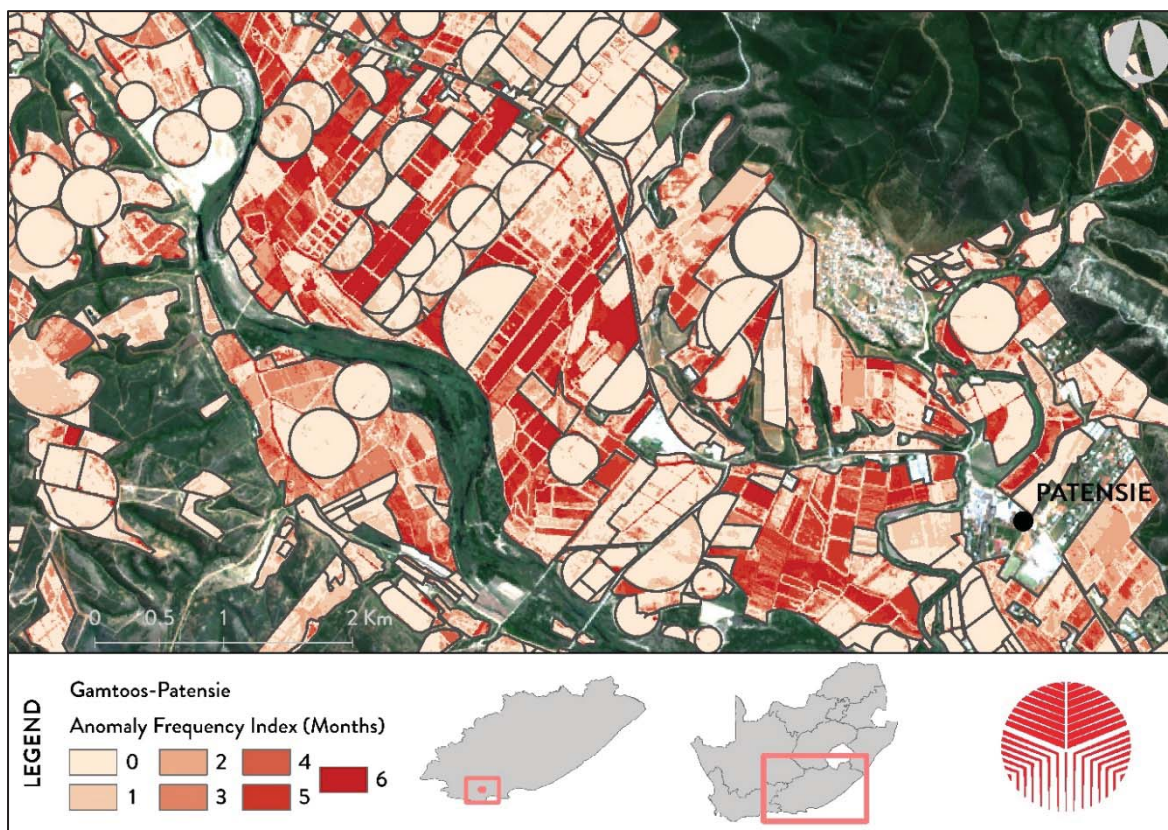 PATENSIE
0 0.5 1 2 Km
LEGEND
Gamtoos-Patensie
Anomaly Frequency Index (Months)
0 2 4 6
1 3 5